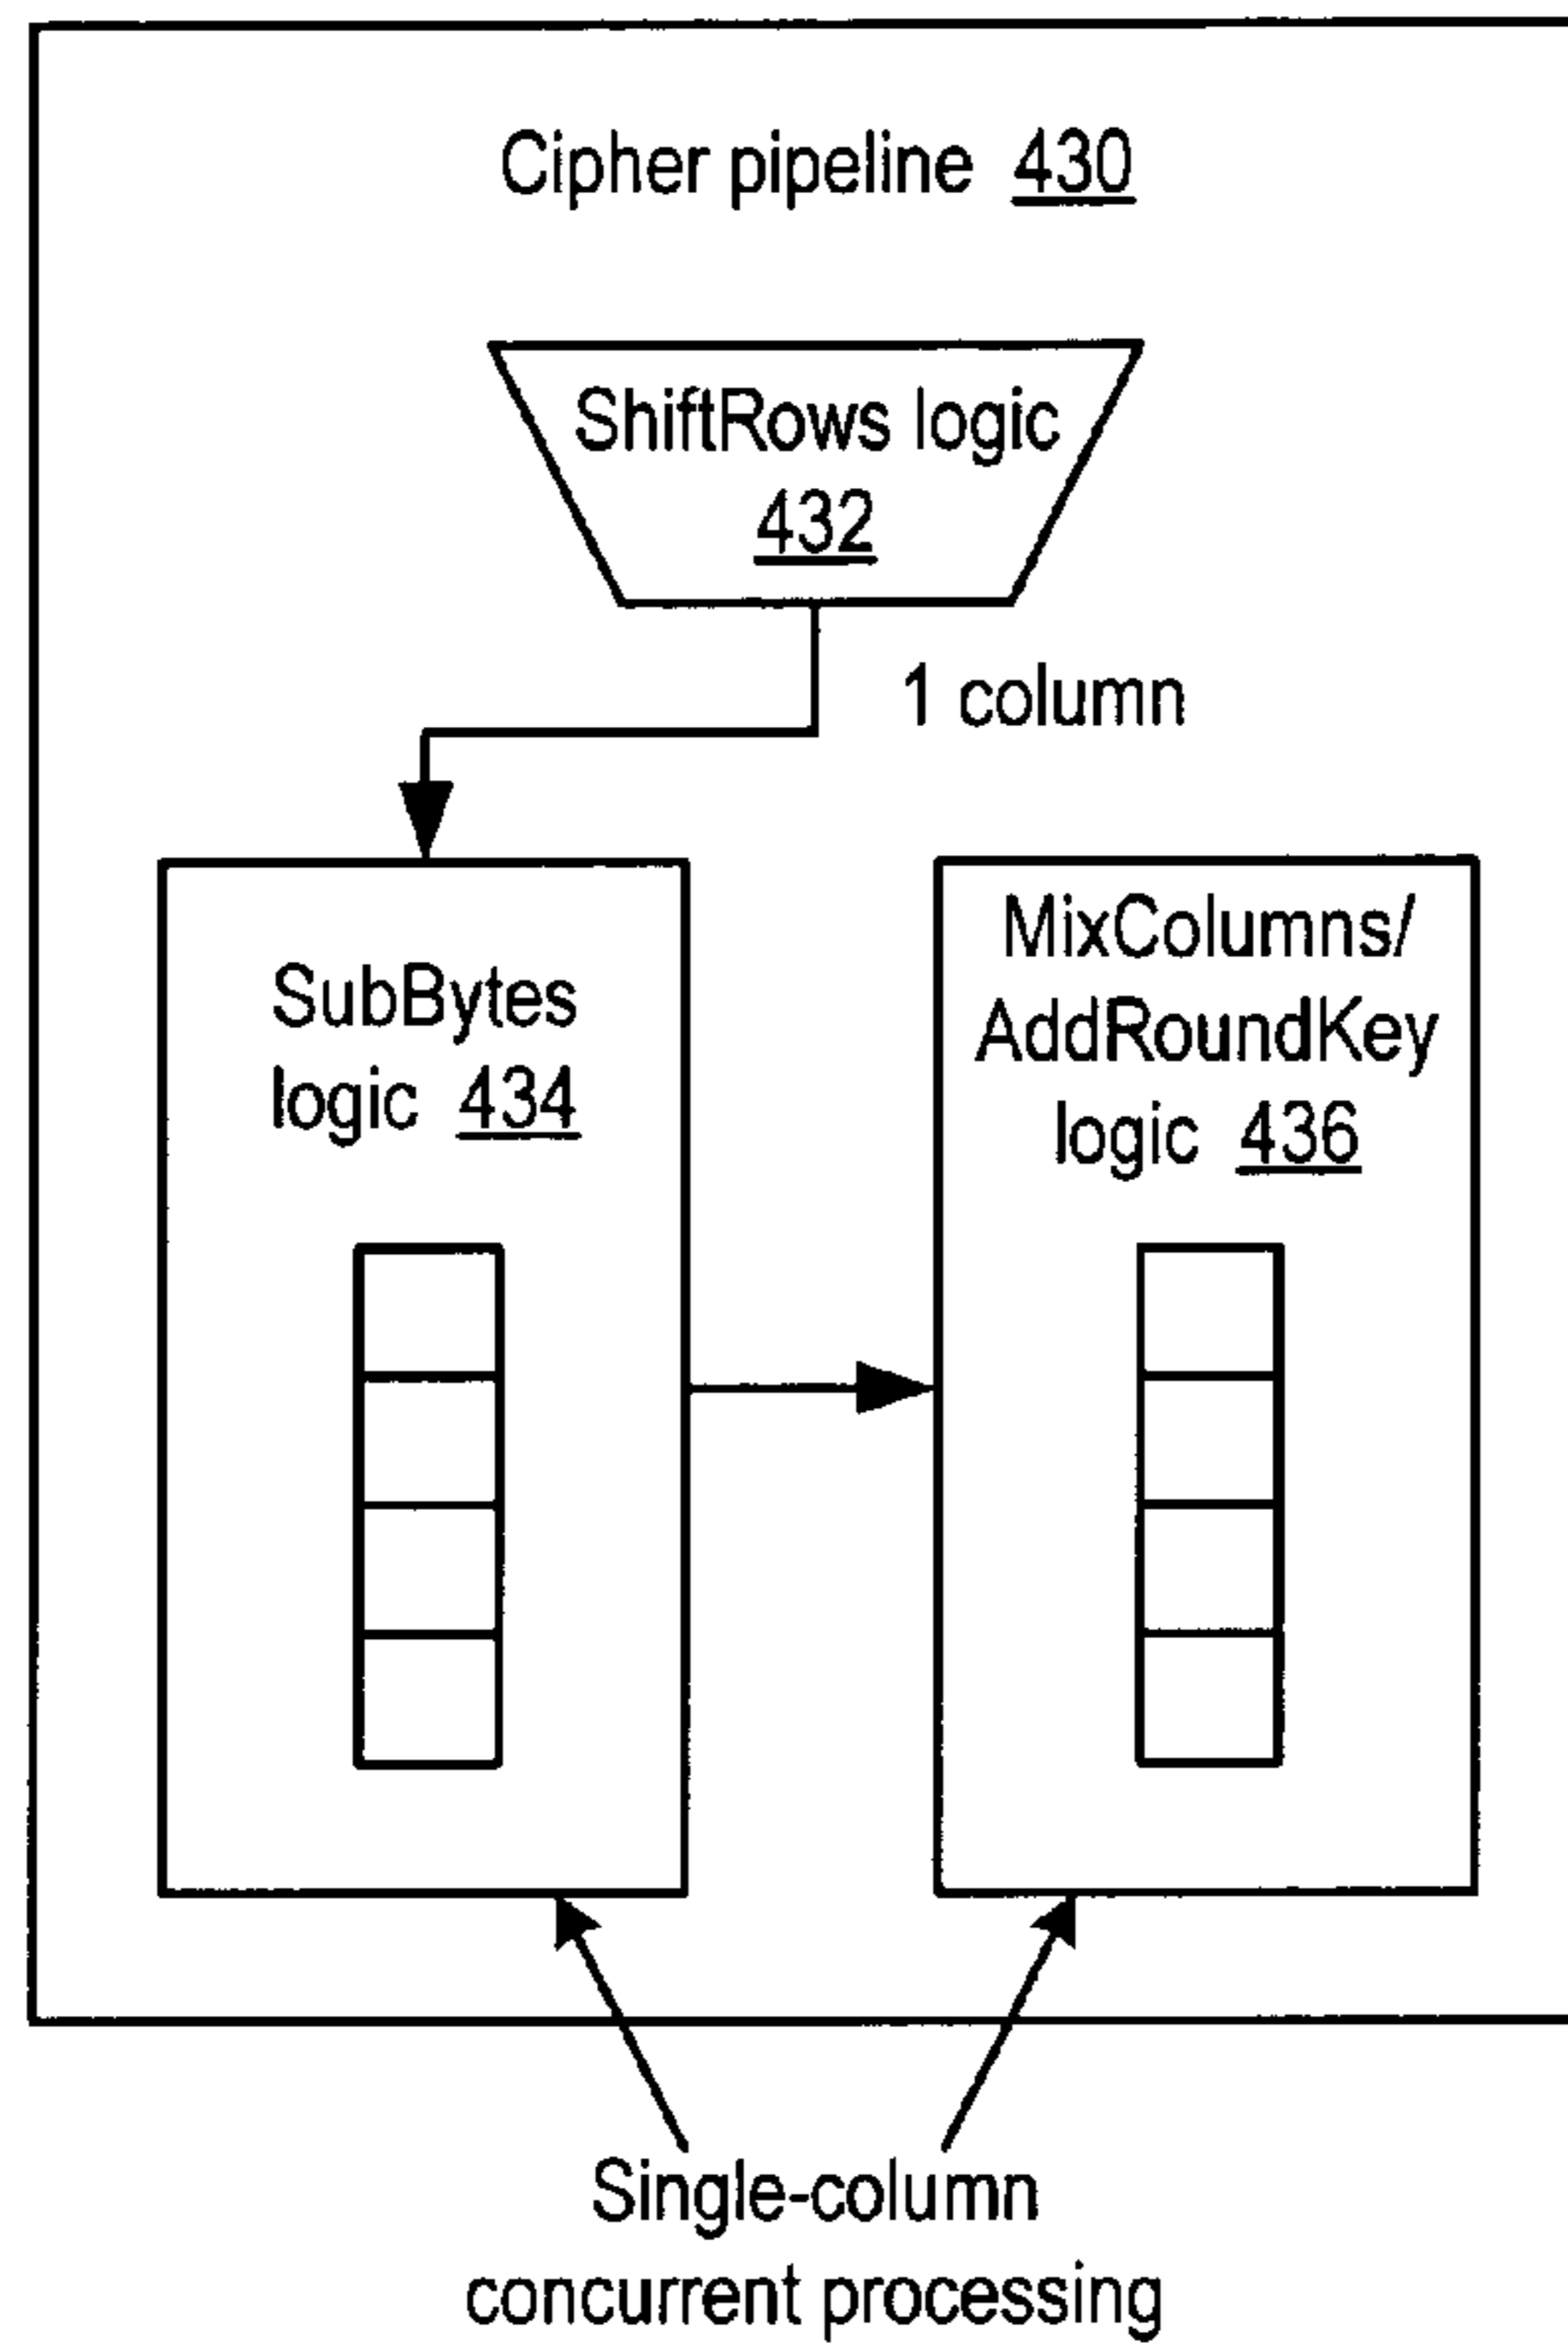 Cipher pipeline 430
ShiftRows logic
432
1 column
SubBytes
logic 434
MixColumns/
AddRoundKey
logic 436
Single-column
concurrent processing